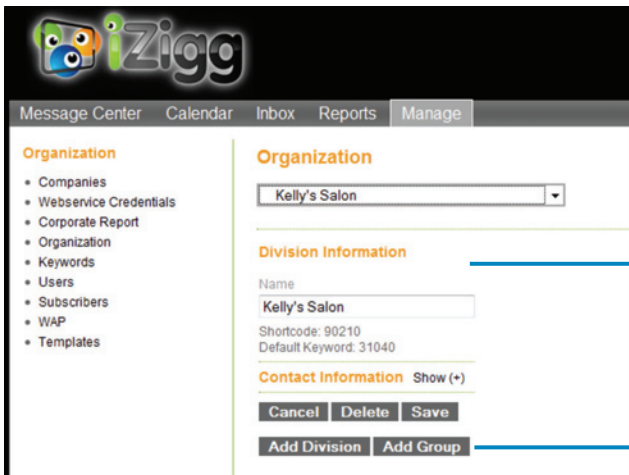 iZigg
Message Center Calendar Inbox Reports Manage
Organization
Companies
Webservice Credentials
Corporate Report
Organization
Keywords
Users
Subscribers
WAP
Templates
Organization
Kelly's Salon
Division Information
Name
Kelly's Salon
Shortcode: 90210
Default Keyword: 31040
Contact Information Show (+)
Cancel Delete Save
Add Division Add Group